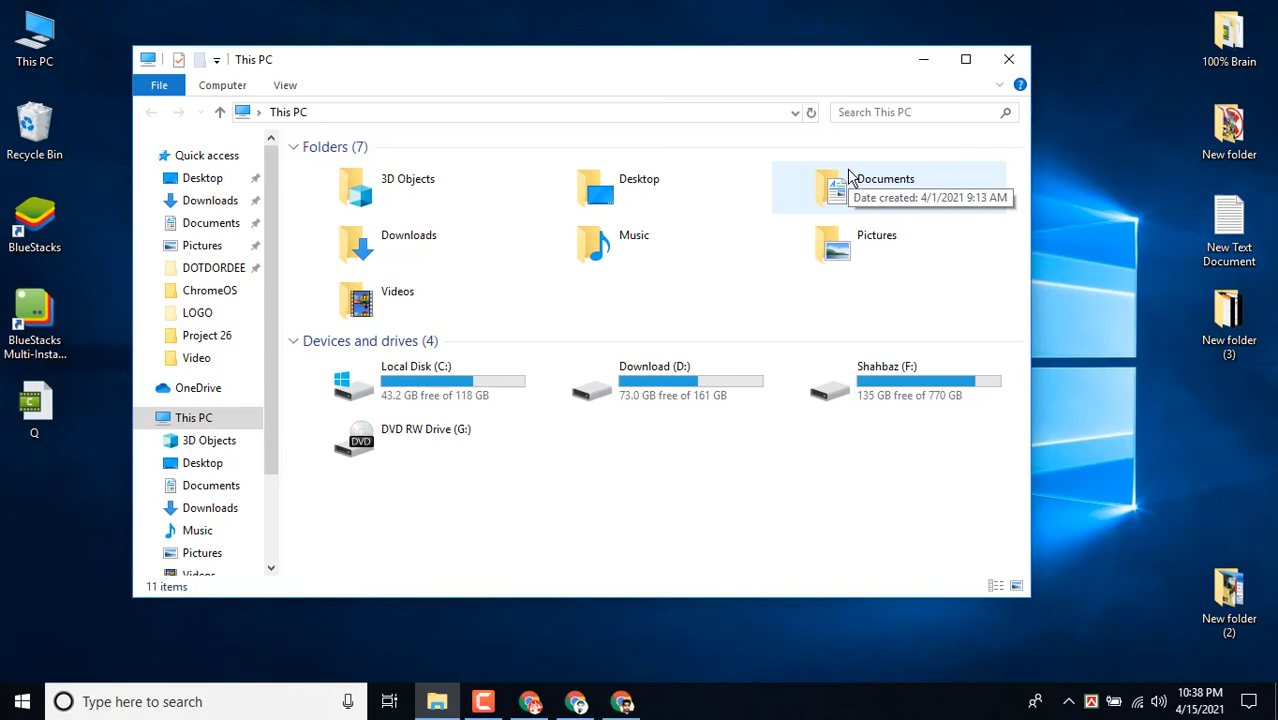 This PC
Recycle Bin
BlueStacks
BlueStacks
Multi-Insta...
Q
This PC
File
Computer
View
This PC
Search This PC
Quick access
Desktop
Downloads
Documents
Pictures
DOTDORDEE
ChromeOS
LOGO
Project 26
Video
OneDrive
This PC
3D Objects
Desktop
Documents
Downloads
Music
Pictures
Videos
Folders (7)
3D Objects
Desktop
Documents
Date created: 4/1/2021 9:13 AM
Downloads
Music
Pictures
Videos
Devices and drives (4)
Local Disk (C:)
43.2 GB free of 118 GB
Download (D:)
73.0 GB free of 161 GB
Shahbaz (F:)
135 GB free of 770 GB
DVD RW Drive (G:)
DVD
11 items
100% Brain
New folder
New Text
Document
New folder
(3)
New folder
(2)
Type here to search
10:38 PM
4/15/2021